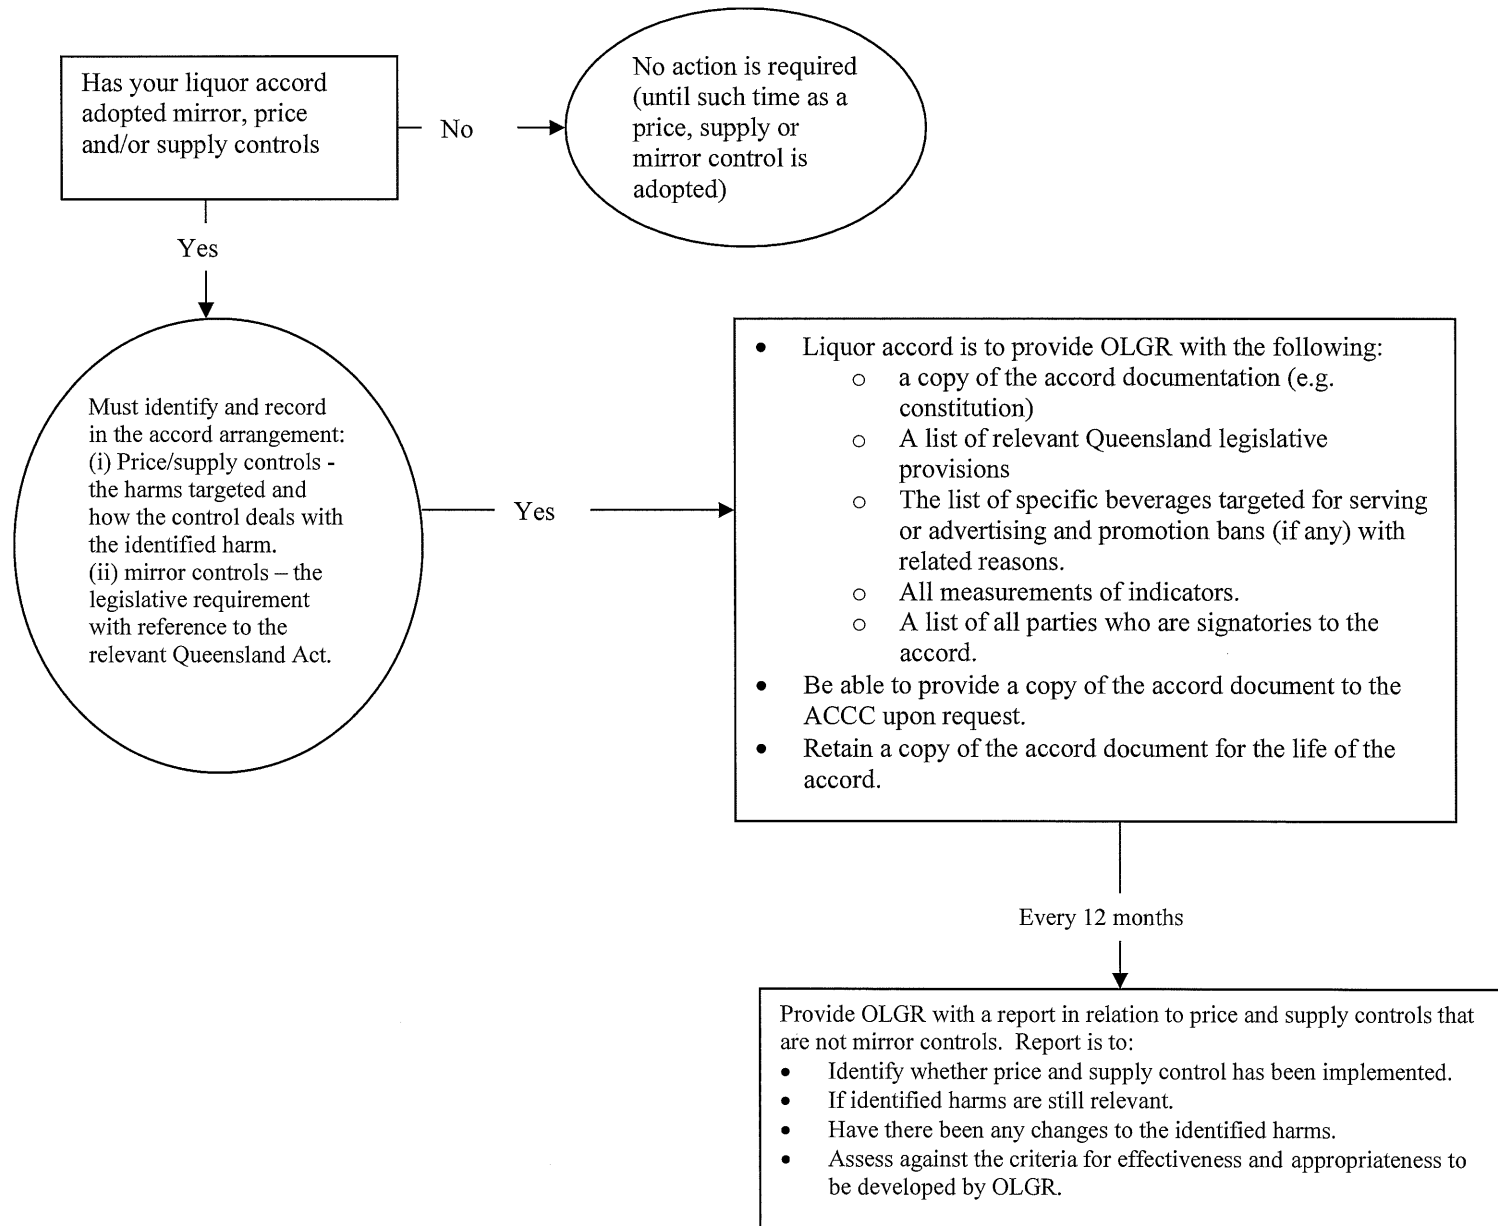 Has your liquor accord
adopted mirror, price
and/or supply controls
No
No action is required
(until such time as a
price, supply or
mirror control is
adopted)
Yes
Must identify and record
in the accord arrangement:
(i) Price/supply controls -
the harms targeted and
how the control deals with
the identified harm.
(ii) mirror controls – the
legislative requirement
with reference to the
relevant Queensland Act.
Yes
• Liquor accord is to provide OLGR with the following:
o a copy of the accord documentation (e.g.
constitution)
o A list of relevant Queensland legislative
provisions
o The list of specific beverages targeted for serving
or advertising and promotion bans (if any) with
related reasons.
o All measurements of indicators.
o A list of all parties who are signatories to the
accord.
• Be able to provide a copy of the accord document to the
ACCC upon request.
• Retain a copy of the accord document for the life of the
accord.
Every 12 months
Provide OLGR with a report in relation to price and supply controls that
are not mirror controls.  Report is to:
• Identify whether price and supply control has been implemented.
• If identified harms are still relevant.
• Have there been any changes to the identified harms.
• Assess against the criteria for effectiveness and appropriateness to
be developed by OLGR.